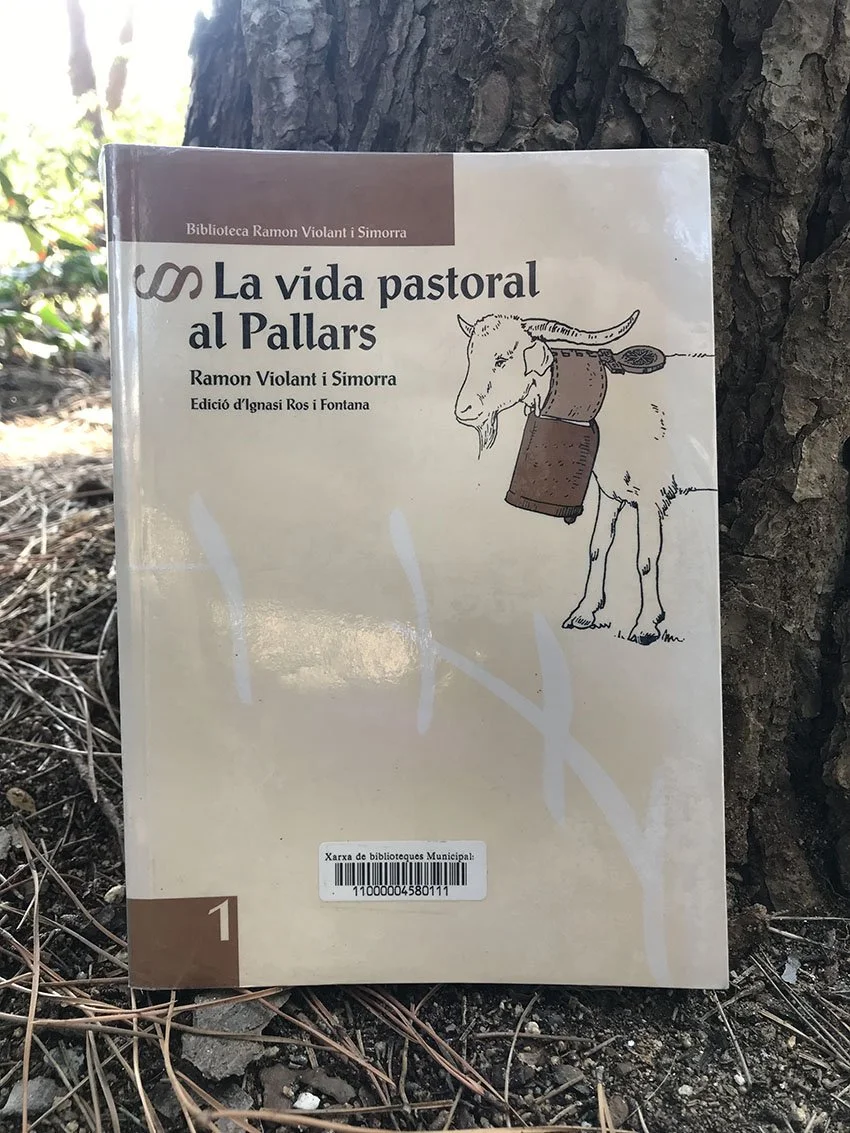 Biblioteca Ramon Violant i Simorra
La vida pastoral
al Pallars
Ramon Violant i Simorra
Edició d'Ignasi Ros i Fontana
Xarxa de biblioteques Municipal:
11000004580111
1